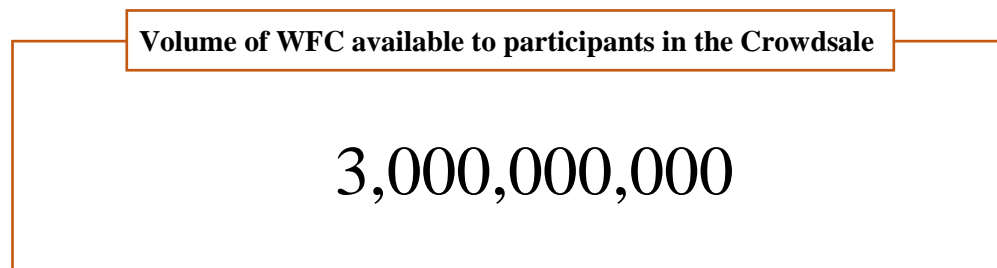 Volume of WFC available to participants in the Crowdsale
3,000,000,000